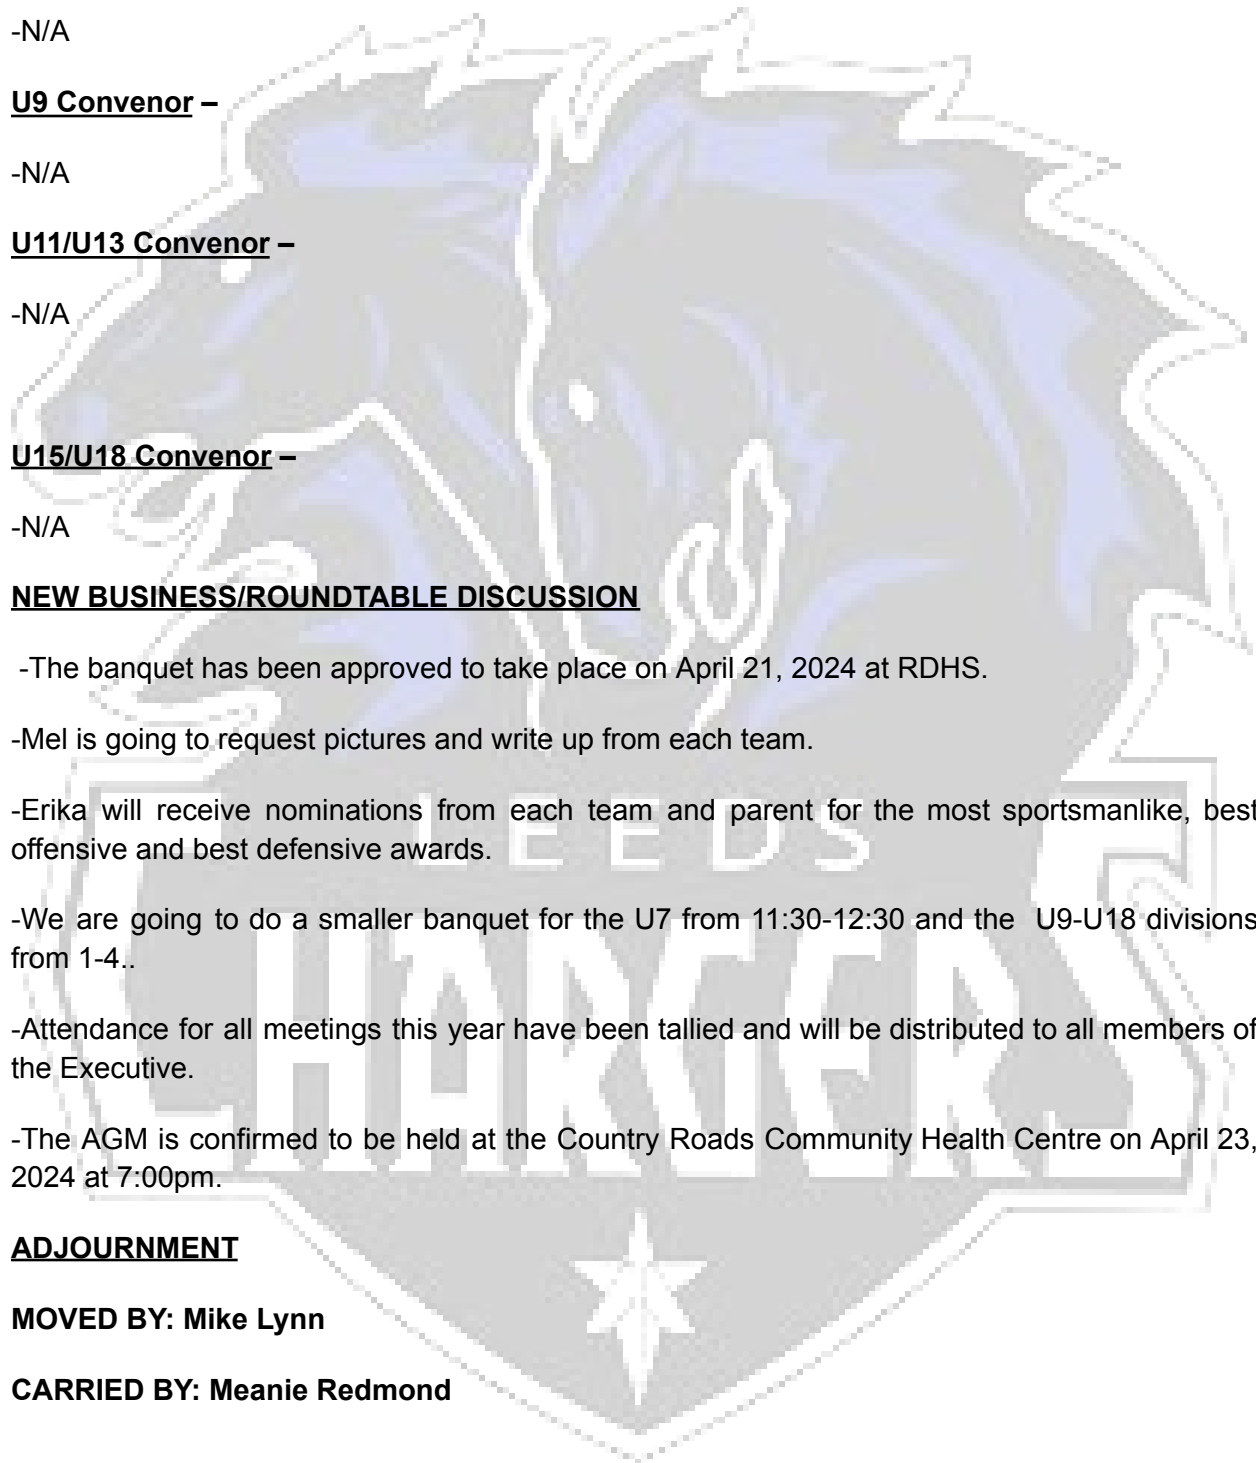 -N/A
U9 Convenor –
-N/A
U11/U13 Convenor –
-N/A
U15/U18 Convenor –
-N/A
NEW BUSINESS/ROUNDTABLE DISCUSSION
-The banquet has been approved to take place on April 21, 2024 at RDHS.
-Mel is going to request pictures and write up from each team.
-Erika will receive nominations from each team and parent for the most sportsmanlike, best
offensive and best defensive awards.
LEEDS
-We are going to do a smaller banquet for the U7 from 11:30-12:30 and the U9-U18 divisions
from 1-4..
CHARGERS
-Attendance for all meetings this year have been tallied and will be distributed to all members of
the Executive.
-The AGM is confirmed to be held at the Country Roads Community Health Centre on April 23,
2024 at 7:00pm.
ADJOURNMENT
MOVED BY: Mike Lynn
CARRIED BY: Meanie Redmond